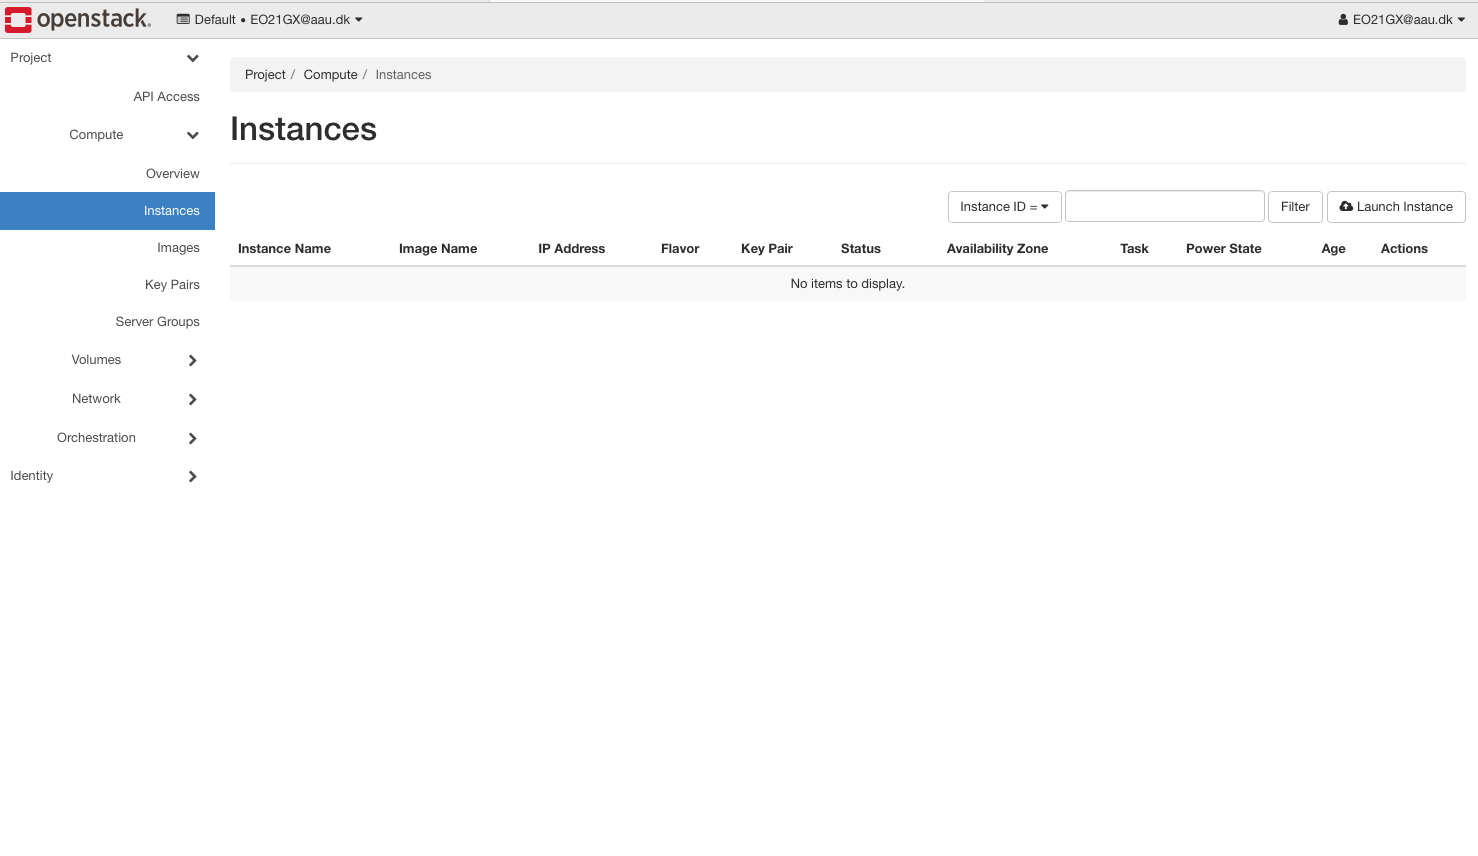 openstack. Default • EO21GX@aau.dk EO21GX@aau.dk
Project
API Access
Compute
Overview
Instances
Images
Key Pairs
Server Groups
Volumes
Network
Orchestration
Identity
Project / Compute / Instances
Instances
Instance ID = Filter Launch Instance
Instance Name Image Name IP Address Flavor Key Pair Status Availability Zone Task Power State Age Actions
No items to display.